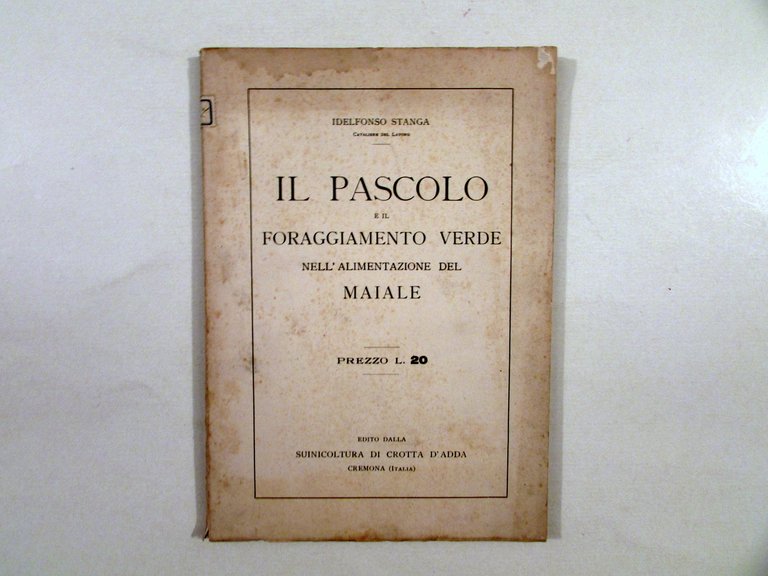 IDELFONSO STANGA
CAVALIERE DEL LAVORO
IL PASCOLO
E IL
FORAGGIAMENTO VERDE
NELL'ALIMENTAZIONE DEL
MAIALE
PREZZO L. 20
EDITO DALLA
SUINICOLTURA DI CROTTA D'ADDA
CREMONA (ITALIA)